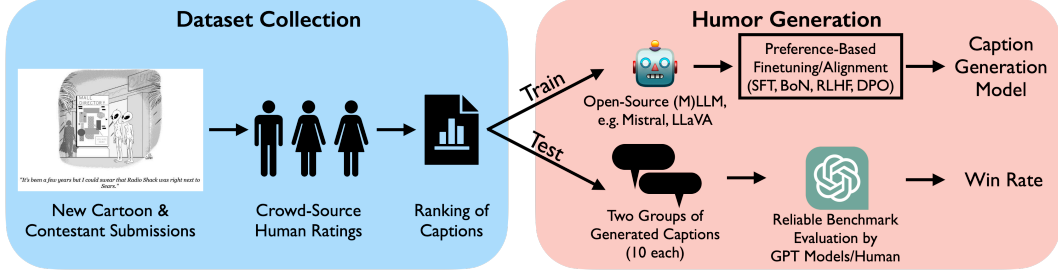 Dataset Collection
MALL
DIRECTORY
"It's been a few years but I could swear that Radio Shack was right next to
Sears."
New Cartoon &
Contestant Submissions
Crowd-Source
Human Ratings
Ranking of
Captions
Humor Generation
Train
Test
Open-Source (M)LLM,
e.g. Mistral, LLaVA
Preference-Based
Finetuning/Alignment
(SFT, BoN, RLHF, DPO)
Caption
Generation
Model
Two Groups of
Generated Captions
(10 each)
Reliable Benchmark
Evaluation by
GPT Models/Human
Win Rate